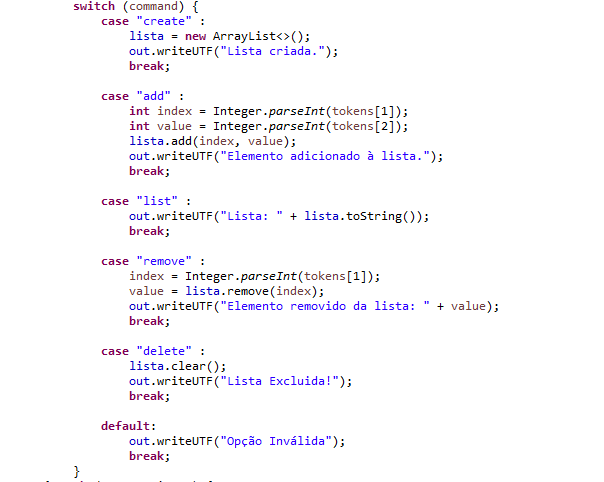 switch (command) {
case "create" :
lista = new ArrayList<>();
out.writeUTF("Lista criada.");
break;
case "add" :
int index = Integer.parseInt(tokens[1]);
int value = Integer.parseInt(tokens[2]);
lista.add(index, value);
out.writeUTF("Elemento adicionado à lista.");
break;
case "list" :
out.writeUTF("Lista: " + lista.toString());
break;
case "remove" :
index = Integer.parseInt(tokens[1]);
value = lista.remove(index);
out.writeUTF("Elemento removido da lista: " + value);
break;
case "delete" :
lista.clear();
out.writeUTF("Lista Excluida!");
break;
default:
out.writeUTF("Opção Inválida");
break;
}